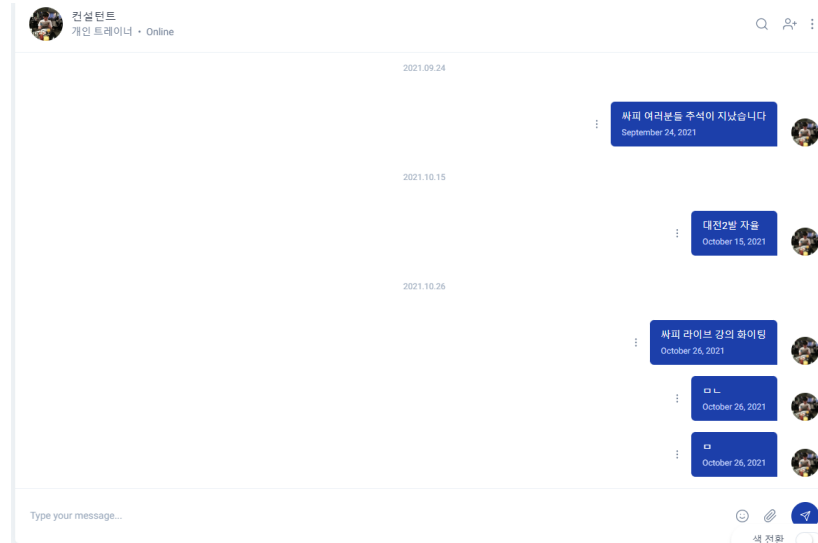 컨설턴트
개인 트레이너 • Online
2021.09.24
싸피 여러분들 추석이 지났습니다
September 24, 2021
2021.10.15
대전2발 자율
October 15, 2021
2021.10.26
싸피 라이브 강의 화이팅
October 26, 2021
ㅁㄴ
October 26, 2021
ㅁ
October 26, 2021
Type your message...
색 전환